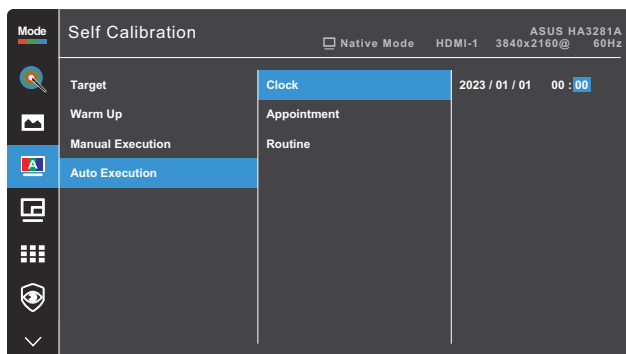 Mode
Self Calibration
ASUS HA3281A
Native Mode HDMI-1 3840x2160@ 60Hz
Target
Warm Up
Manual Execution
Auto Execution
Clock
Appointment
Routine
2023 / 01 / 01 00 : 00
A